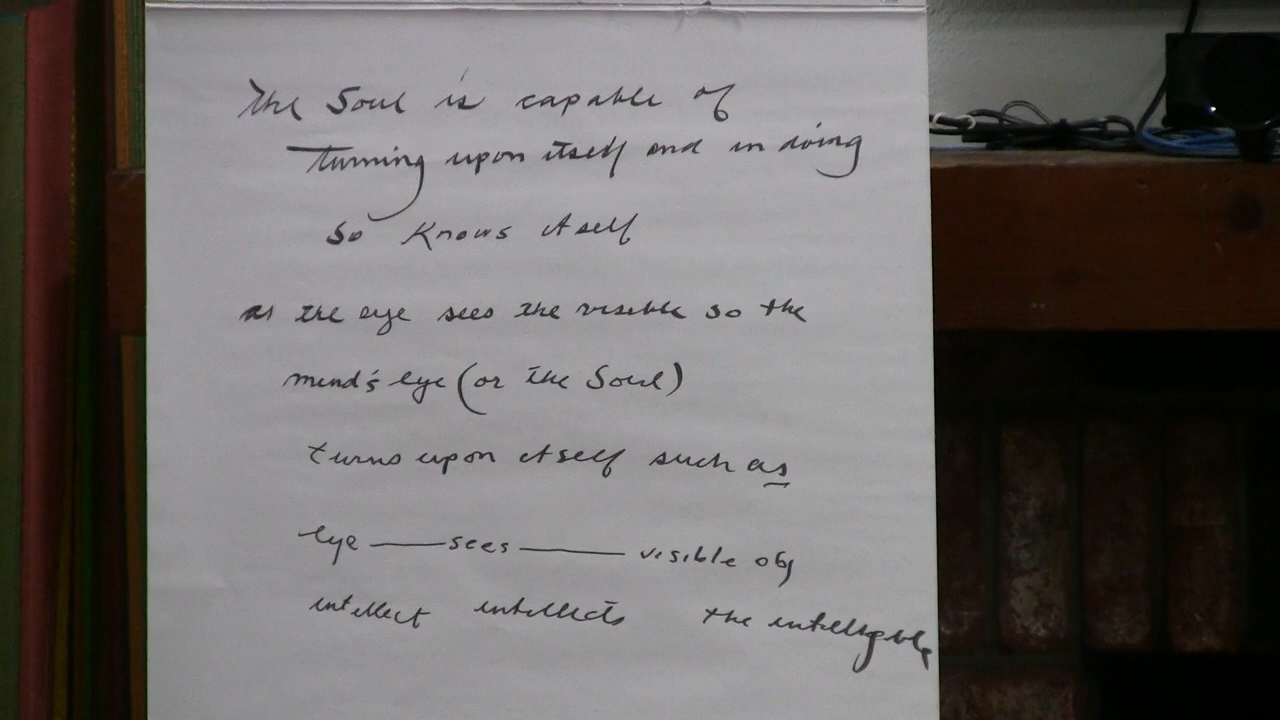 The Soul is capable of
turning upon itself and in doing
so knows itself
as the eye sees the visible so the
mind's eye (or the Soul)
turns upon itself such as
eye — sees — visible obj
intellect intellects the intelligible